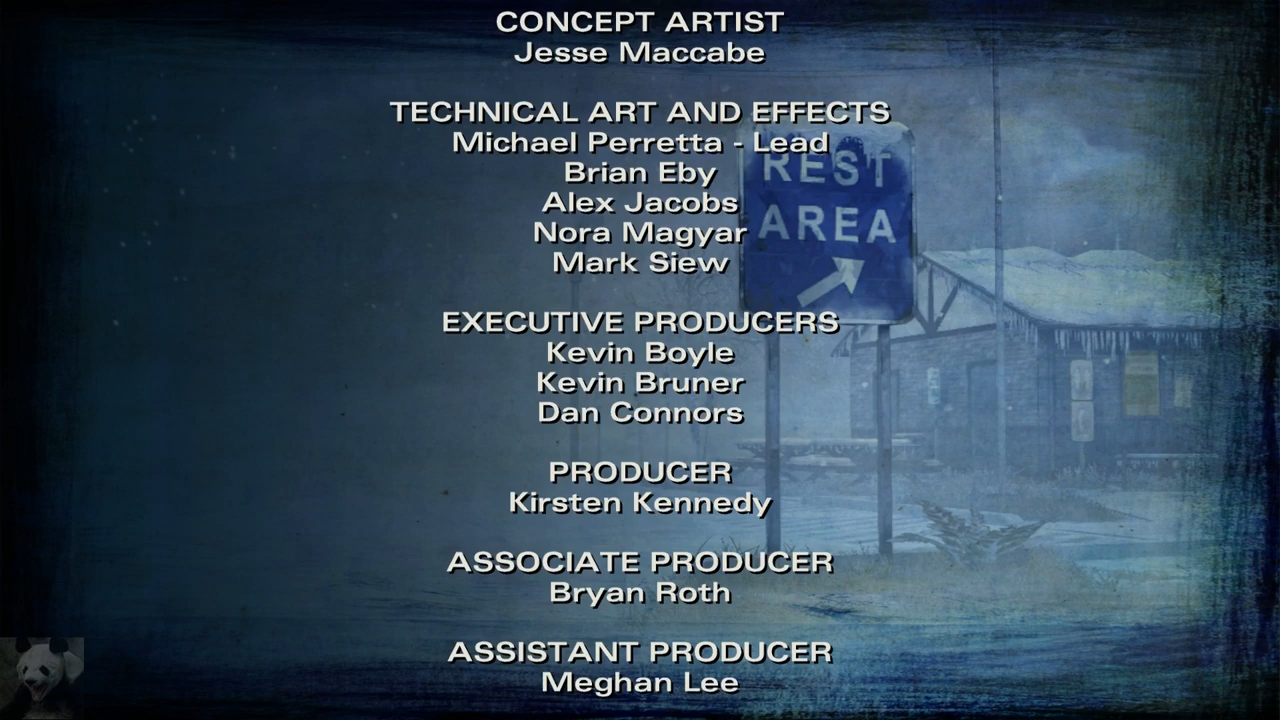 CONCEPT ARTIST
Jesse Maccabe
TECHNICAL ART AND EFFECTS
Michael Perretta - Lead
Brian Eby
Alex Jacobs
Nora Magyar
Mark Siew
REST
AREA
EXECUTIVE PRODUCERS
Kevin Boyle
Kevin Bruner
Dan Connors
PRODUCER
Kirsten Kennedy
ASSOCIATE PRODUCER
Bryan Roth
ASSISTANT PRODUCER
Meghan Lee